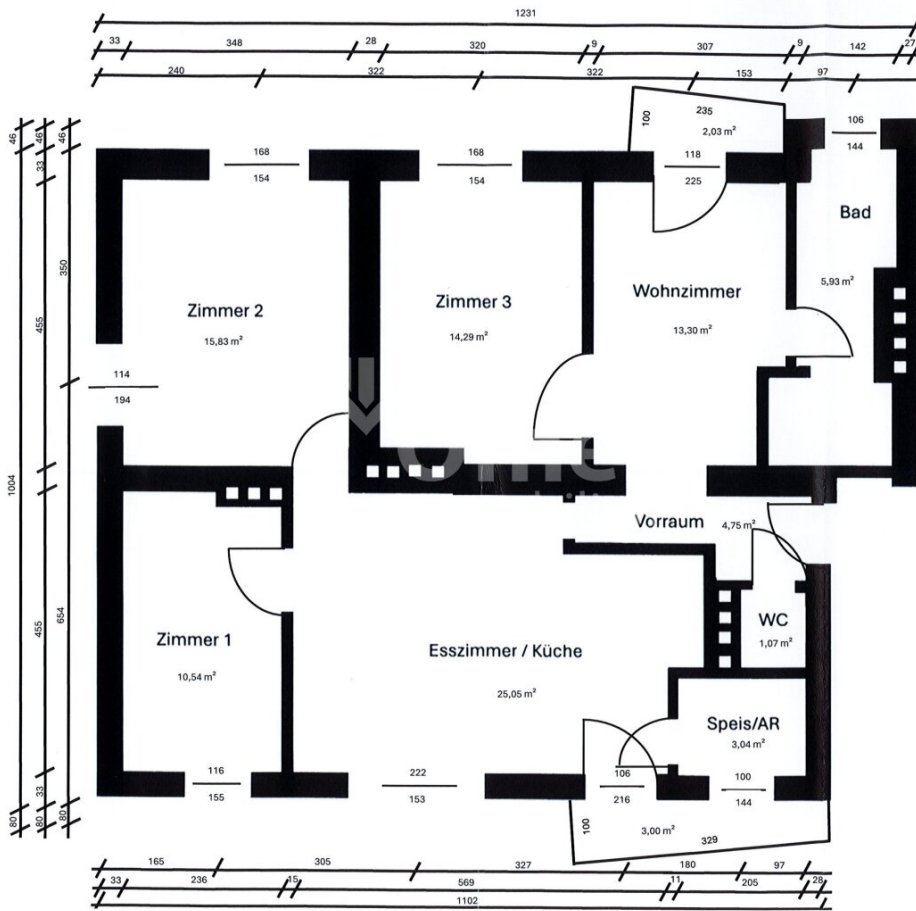 1231
33 348 28 320 9 307 9 142 27
240 322 322 153 97
100 235
2,03 m²
106
144
168
154
168
154
118
225
46 46 46
33
350
455
1004
654
455
33
80 80 80
Bad
5,93 m²
Zimmer 2
15,83 m²
Zimmer 3
14,29 m²
Wohnzimmer
13,30 m²
114
194
Vorraum 4,75 m²
Zimmer 1
10,54 m²
Esszimmer / Küche
25,05 m²
WC
1,07 m²
Speis/AR
3,04 m²
116
155
222
153
106
216
100
144
100 3,00 m² 329
165 305 327 180 97
33 236 15 569 11 205 28
1102